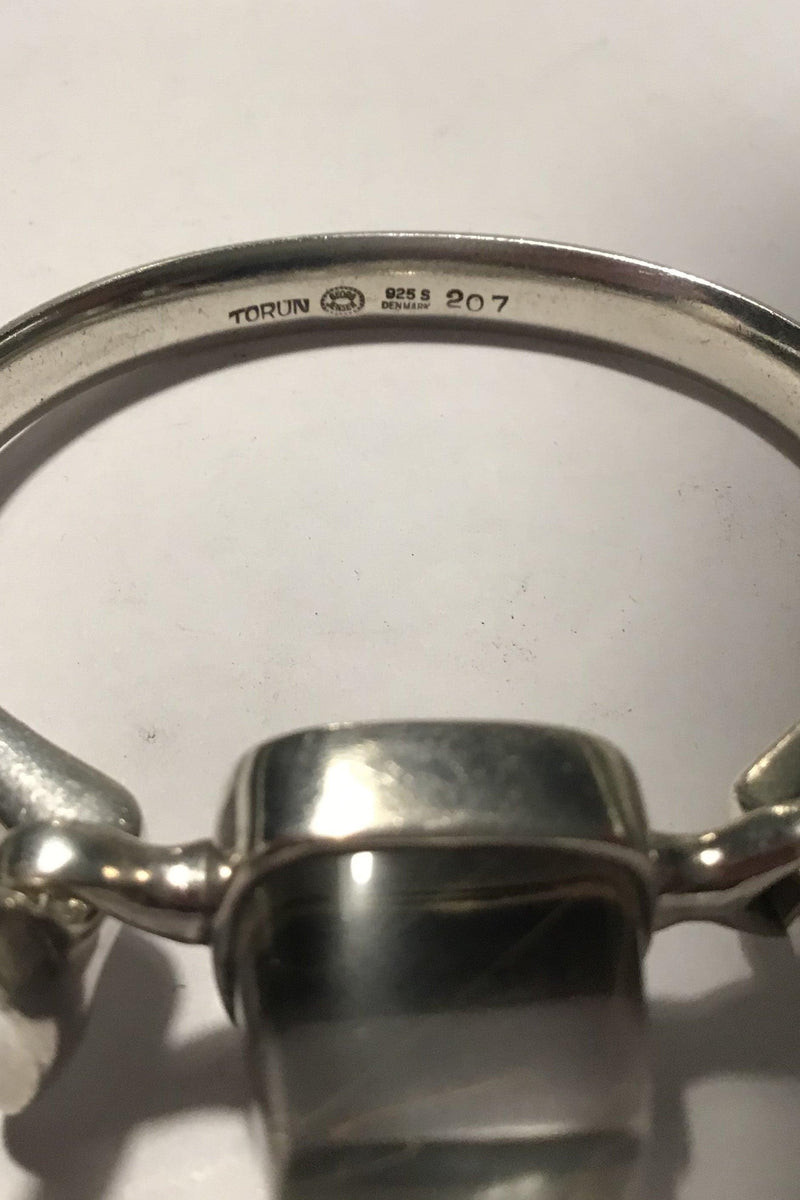 TORUN
925 S
DENMARK
207